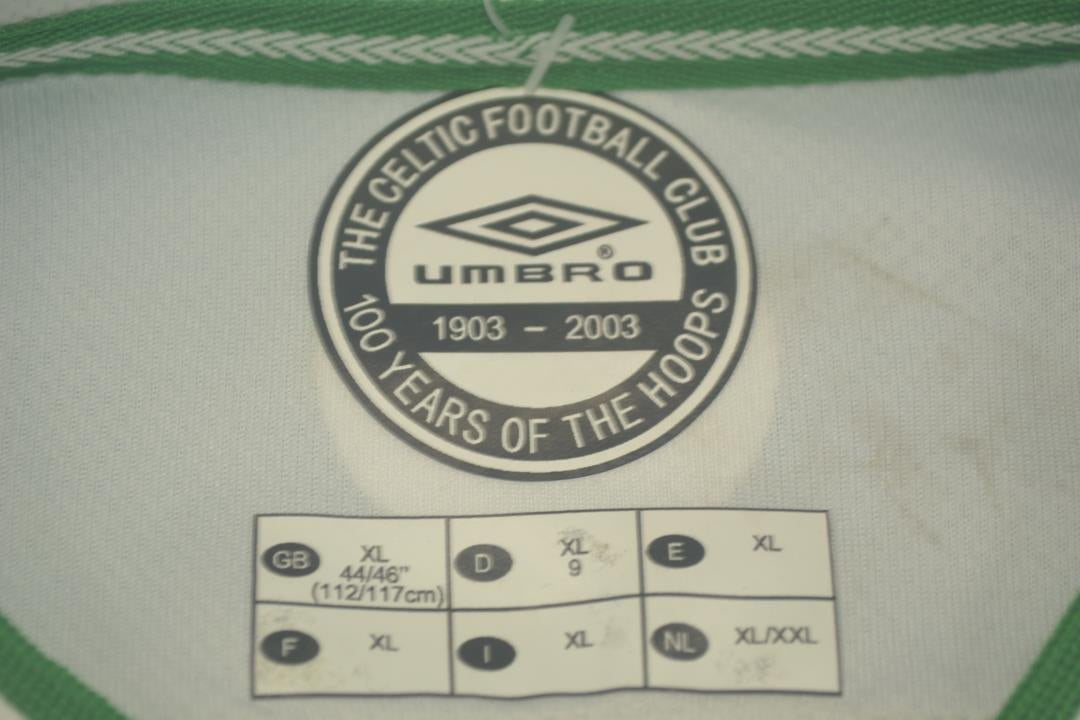 THE CELTIC FOOTBALL CLUB
UMBRO®
1903 - 2003
100 YEARS OF THE HOOPS
GB XL
44/46"
(112/117cm)
D XL
9
E XL
F XL
I XL
NL XL/XXL